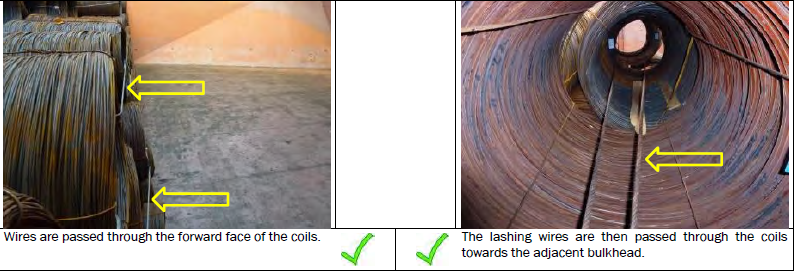 Wires are passed through the forward face of the coils.
The lashing wires are then passed through the coils
towards the adjacent bulkhead.